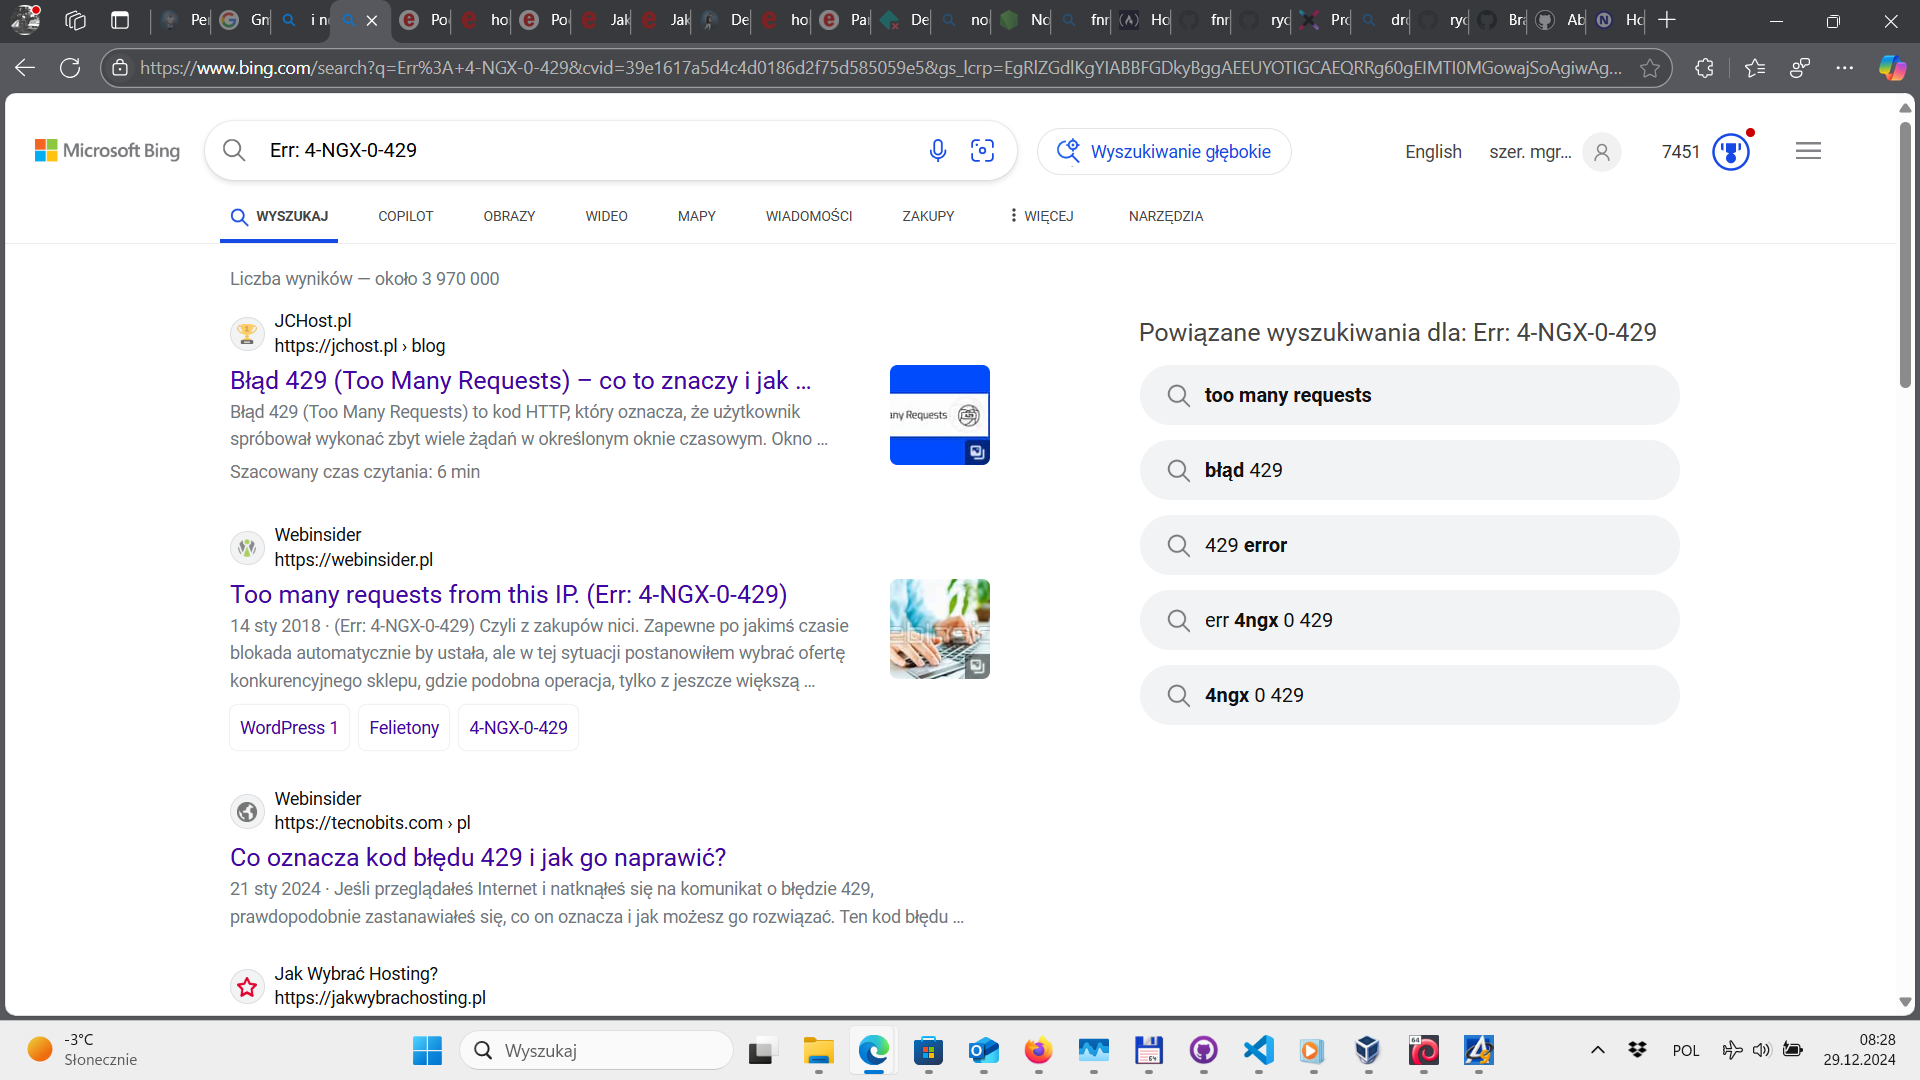 Per
Gm
i n
Po
ho
Po
Jak
Jak
De
ho
Par
De
no
No
fnr
Ho
fnr
ryc
Pro
dro
ryc
Bra
Ab
Ho
https://www.bing.com/search?q=Err%3A+4-NGX-0-429&cvid=39e1617a5d4c4d0186d2f75d585059e5&gs_lcrp=EgRlZGdlKgYIABBFGDkyBggAEEUYOTIGCAEQRRg60gEIMTI0MGowajSoAgiwAg...
Microsoft Bing
Err: 4-NGX-0-429
Wyszukiwanie głębokie
English
szer. mgr...
7451
WYSZUKAJ
COPILOT
OBRAZY
WIDEO
MAPY
WIADOMOŚCI
ZAKUPY
WIĘCEJ
NARZĘDZIA
Liczba wyników — około 3 970 000
JCHost.pl
https://jchost.pl › blog
Błąd 429 (Too Many Requests) – co to znaczy i jak ...
Błąd 429 (Too Many Requests) to kod HTTP, który oznacza, że użytkownik
spróbował wykonać zbyt wiele żądań w określonym oknie czasowym. Okno ...
Szacowany czas czytania: 6 min
any Requests
Webinsider
https://webinsider.pl
Too many requests from this IP. (Err: 4-NGX-0-429)
14 sty 2018 · (Err: 4-NGX-0-429) Czyli z zakupów nici. Zapewne po jakimś czasie
blokada automatycznie by ustała, ale w tej sytuacji postanowiłem wybrać ofertę
konkurencyjnego sklepu, gdzie podobna operacja, tylko z jeszcze większą ...
WordPress 1
Felietony
4-NGX-0-429
Webinsider
https://tecnobits.com › pl
Co oznacza kod błędu 429 i jak go naprawić?
21 sty 2024 · Jeśli przeglądałeś Internet i natknąłeś się na komunikat o błędzie 429,
prawdopodobnie zastanawiałeś się, co on oznacza i jak możesz go rozwiązać. Ten kod błędu ...
Jak Wybrać Hosting?
https://jakwybrachosting.pl
Powiązane wyszukiwania dla: Err: 4-NGX-0-429
too many requests
błąd 429
429 error
err 4ngx 0 429
4ngx 0 429
-3°C
Słonecznie
Wyszukaj
64
64
POL
08:28
29.12.2024